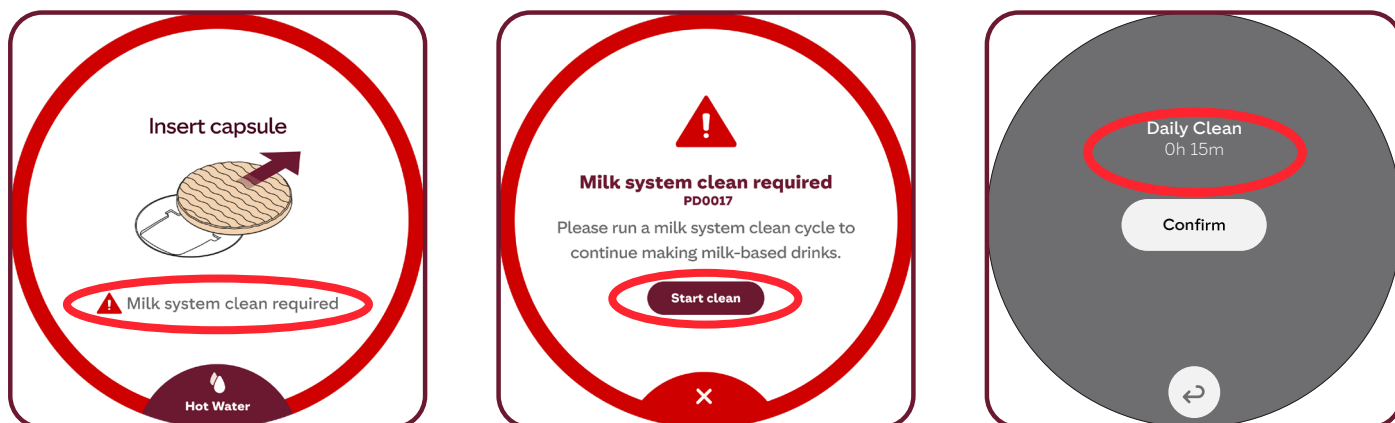 Insert capsule
Milk system clean required
Hot Water
Milk system clean required
PD0017
Please run a milk system clean cycle to
continue making milk-based drinks.
Start clean
Daily Clean
0h 15m
Confirm